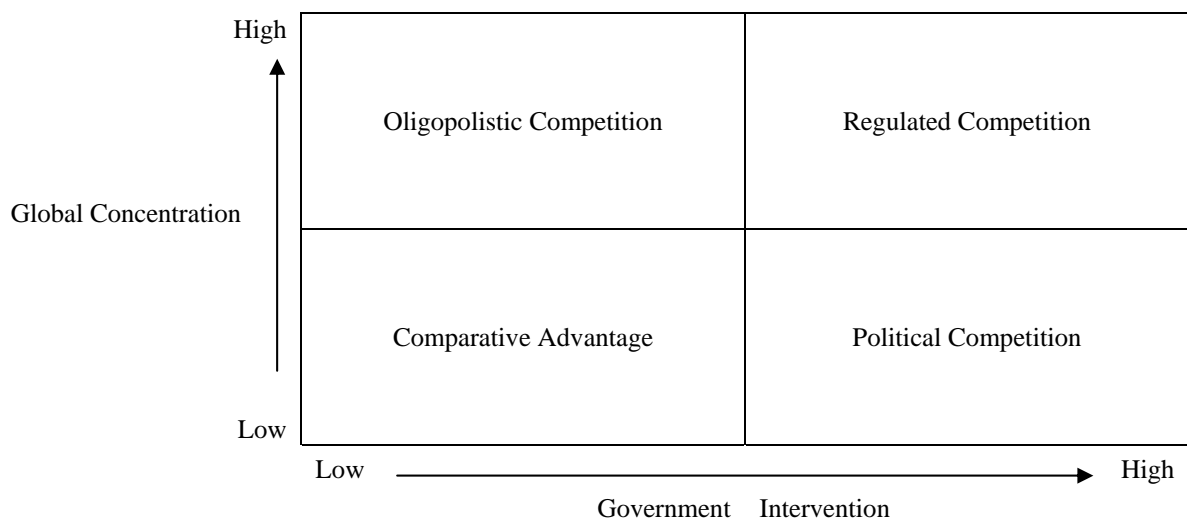 High
Oligopolistic Competition
Regulated Competition
Global Concentration
Comparative Advantage
Political Competition
Low
Low
High
Government Intervention